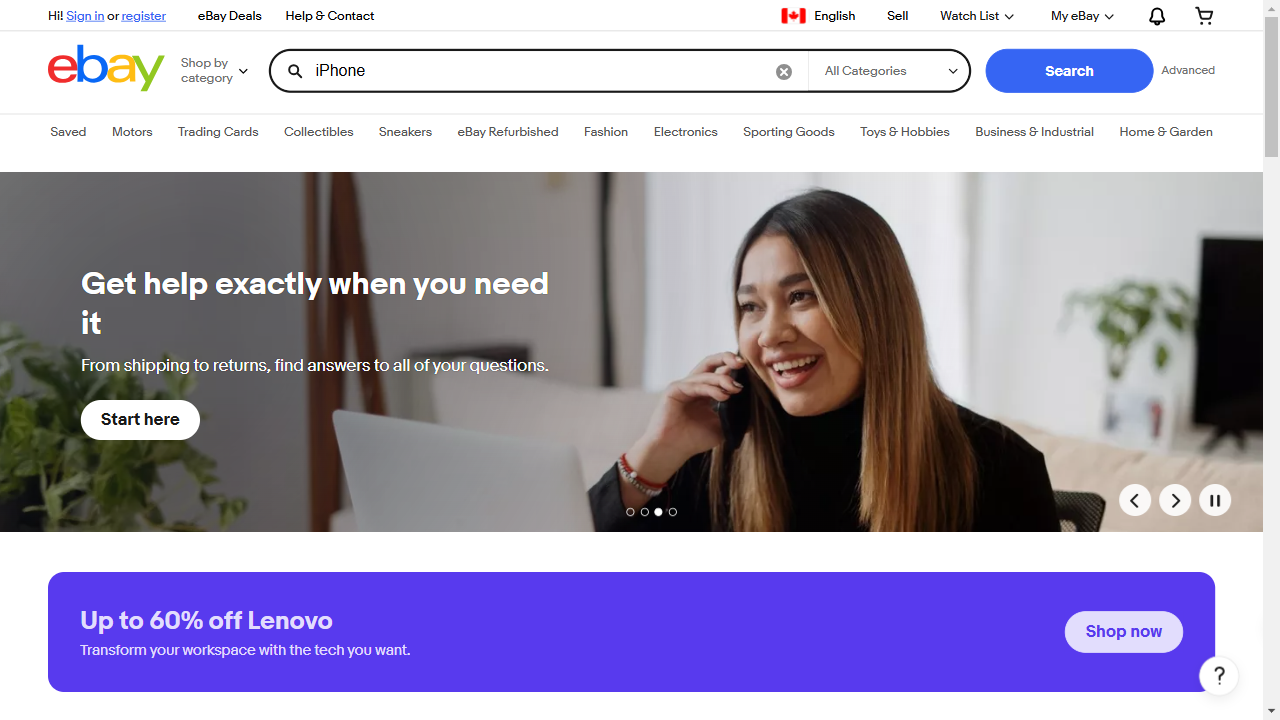 Hi! Sign in or register
eBay Deals
Help & Contact
English
Sell
Watch List
My eBay
ebay
Shop by
category
iPhone
All Categories
Search
Advanced
Saved
Motors
Trading Cards
Collectibles
Sneakers
eBay Refurbished
Fashion
Electronics
Sporting Goods
Toys & Hobbies
Business & Industrial
Home & Garden
Get help exactly when you need
it
From shipping to returns, find answers to all of your questions.
Start here
Up to 60% off Lenovo
Transform your workspace with the tech you want.
Shop now
?